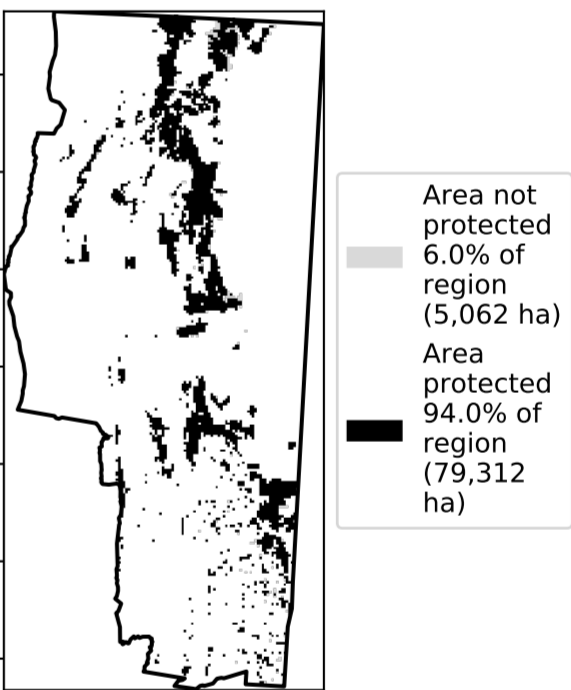 Area not
protected
6.0% of
region
(5,062 ha)
Area
protected
94.0% of
region
(79,312
ha)